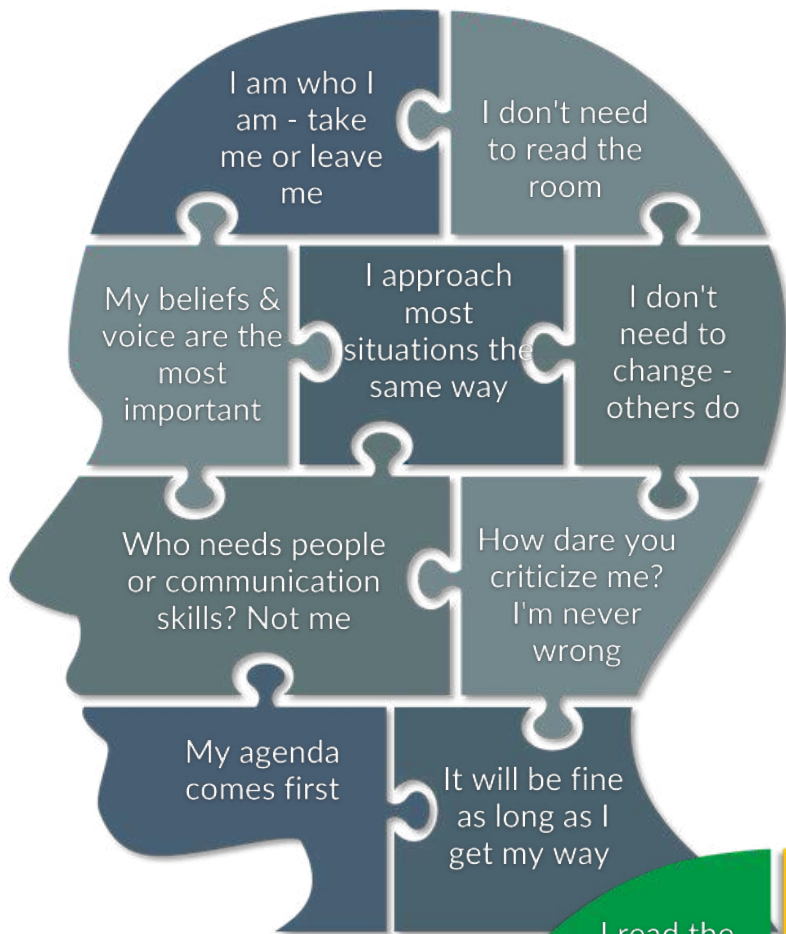 I am who I
am - take
me or leave
me
I don't need
to read the
room
My beliefs &
voice are the
most
important
I approach
most
situations the
same way
I don't
need to
change -
others do
Who needs people
or communication
skills? Not me
How dare you
criticize me?
I'm never
wrong
My agenda
comes first
It will be fine
as long as I
get my way
I read the